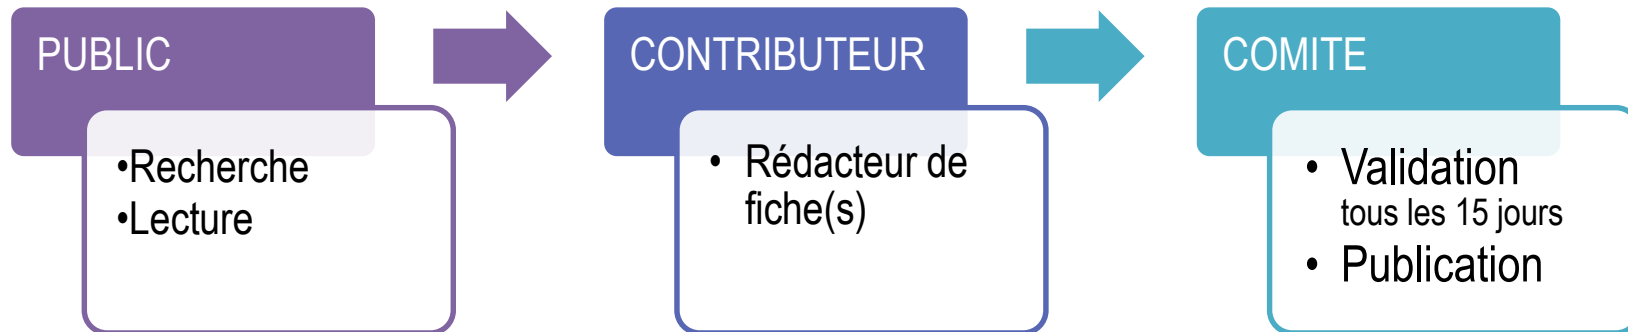 PUBLIC
•Recherche
•Lecture
CONTRIBUTEUR
• Rédacteur de
fiche(s)
COMITE
• Validation
tous les 15 jours
• Publication